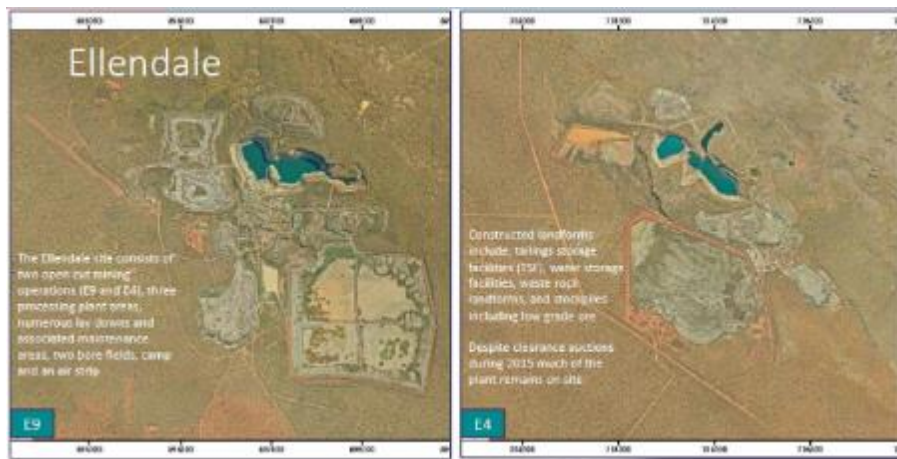 Ellendale
The Ellendale site consists of
two open cut mining
operations (E9 and E4), three
processing plant areas,
numerous lay downs and
associated maintenance
areas, two bore fields, camp
and an air strip
E9
Constructed landforms
include, tailings storage
facilities (TSF), water storage
facilities, waste rock
landforms, and stockpiles
including low grade ore
Despite clearance auctions
during 2015 much of the
plant remains on site
E4